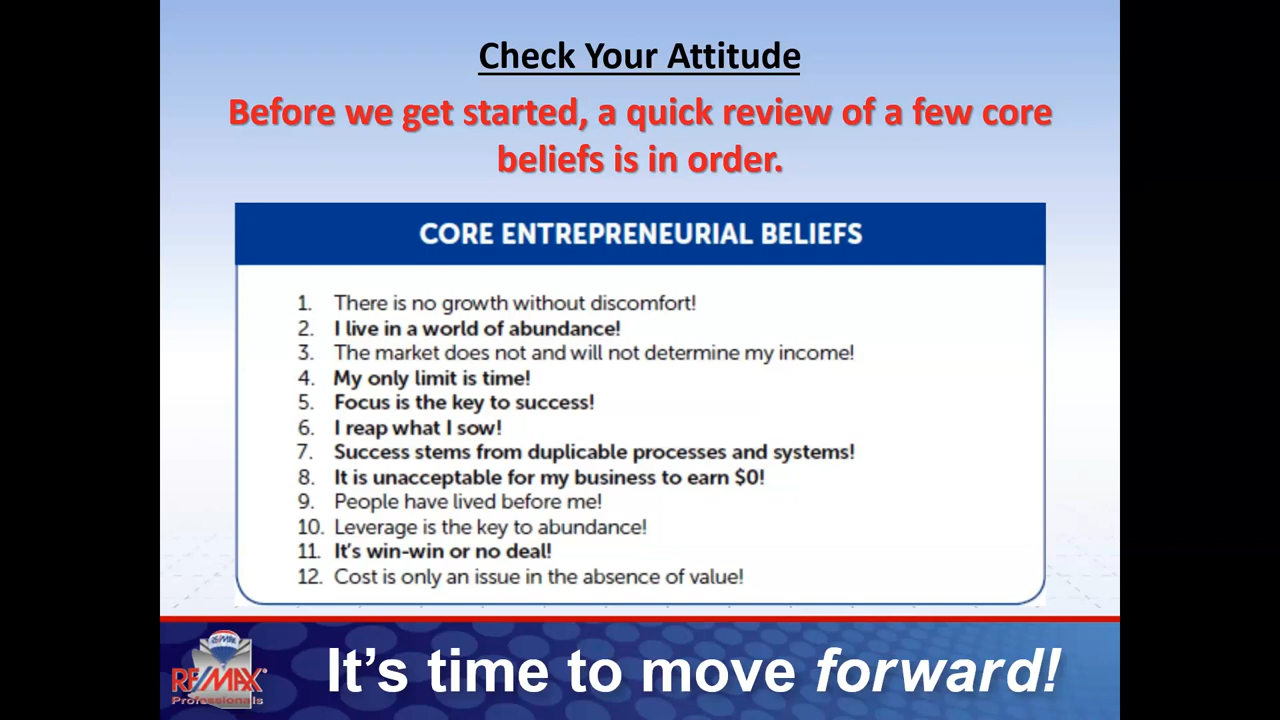 Check Your Attitude
Before we get started, a quick review of a few core
beliefs is in order.
CORE ENTREPRENEURIAL BELIEFS
1. There is no growth without discomfort!
2. I live in a world of abundance!
3. The market does not and will not determine my income!
4. My only limit is time!
5. Focus is the key to success!
6. I reap what I sow!
7. Success stems from duplicable processes and systems!
8. It is unacceptable for my business to earn $0!
9. People have lived before me!
10. Leverage is the key to abundance!
11. It's win-win or no deal!
12. Cost is only an issue in the absence of value!
RE/MAX
RE/MAX®
Professionals
It's time to move forward!